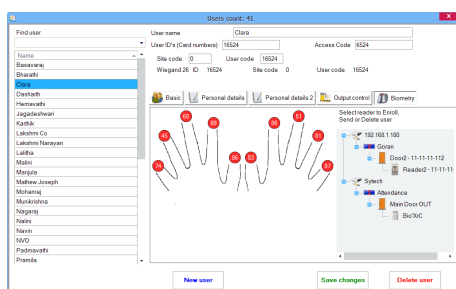 Users count: 41
Find user
Name
Basavaraj
Bharathi
Clara
Dasharth
Hemavathi
Jagadeshwari
Karthik
Lakshmi Co
Lakshmi Narayan
Lalitha
Malini
Manjula
Mathew Joseph
Mohanraj
Munikrishna
Nagaraj
Nalini
Navin
NVO
Padmavathi
Pramila
User name Clara
User ID's (Card numbers) 16524 Access Code 6524
Site code 0 User code 16524
Wiegand 26 ID 16524 Site code 0 User code 16524
Basic Personal details Personal details 2 Output control Biometry
Select reader to Enroll,
Send or Delete user
45 68 89 86 81 81
74 86 83 87
192.168.1.180
Goran
Door2 - 11-11-11-112
Reader2 - 11-11-11
Sytech
Attendance
Main Door OUT
Bio'XrC
New user Save changes Delete user